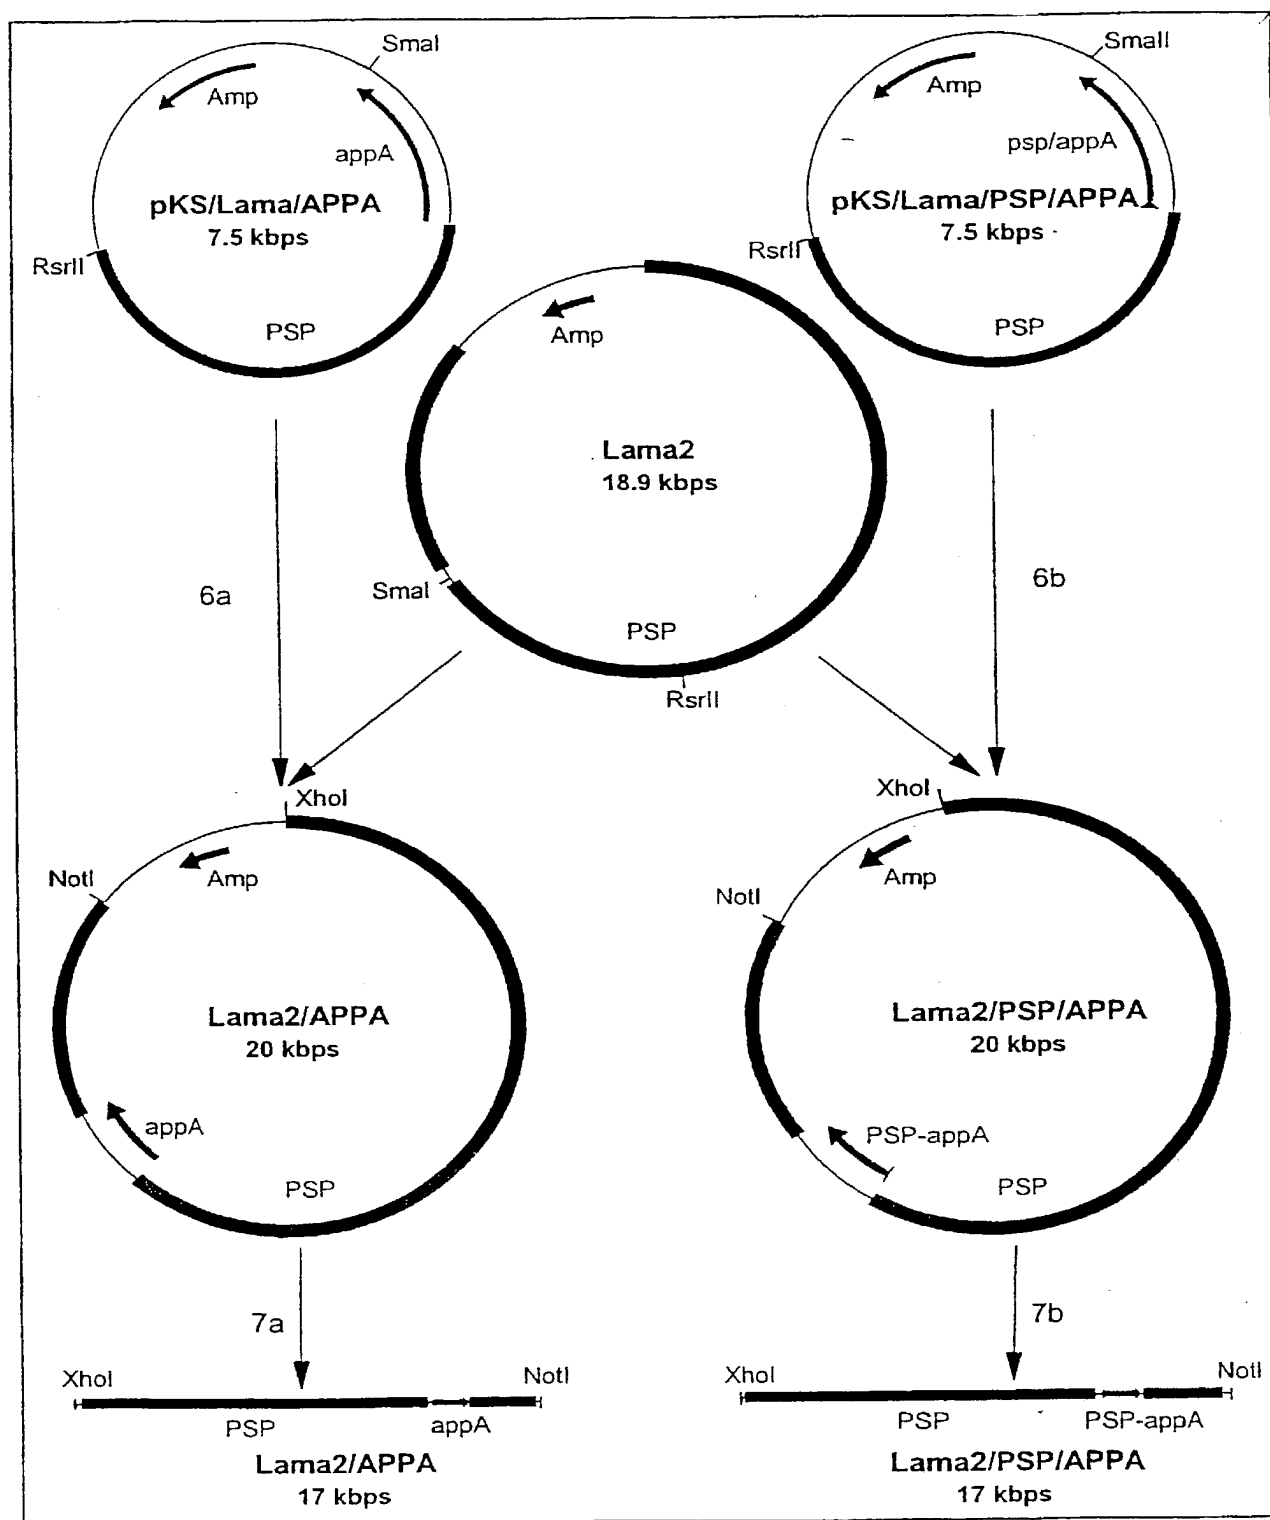 SmaI
Amp
appA
pKS/Lama/APPA
7.5 kbps
RsrII
PSP
SmaII
Amp
psp/appA
pKS/Lama/PSP/APPA
7.5 kbps
RsrII
PSP
Amp
Lama2
18.9 kbps
SmaI
PSP
RsrII
6a
6b
XhoI
NotI
Amp
Lama2/APPA
20 kbps
appA
PSP
XhoI
NotI
Amp
Lama2/PSP/APPA
20 kbps
PSP-appA
PSP
7a
XhoI
NotI
PSP
appA
Lama2/APPA
17 kbps
7b
XhoI
NotI
PSP
PSP-appA
Lama2/PSP/APPA
17 kbps